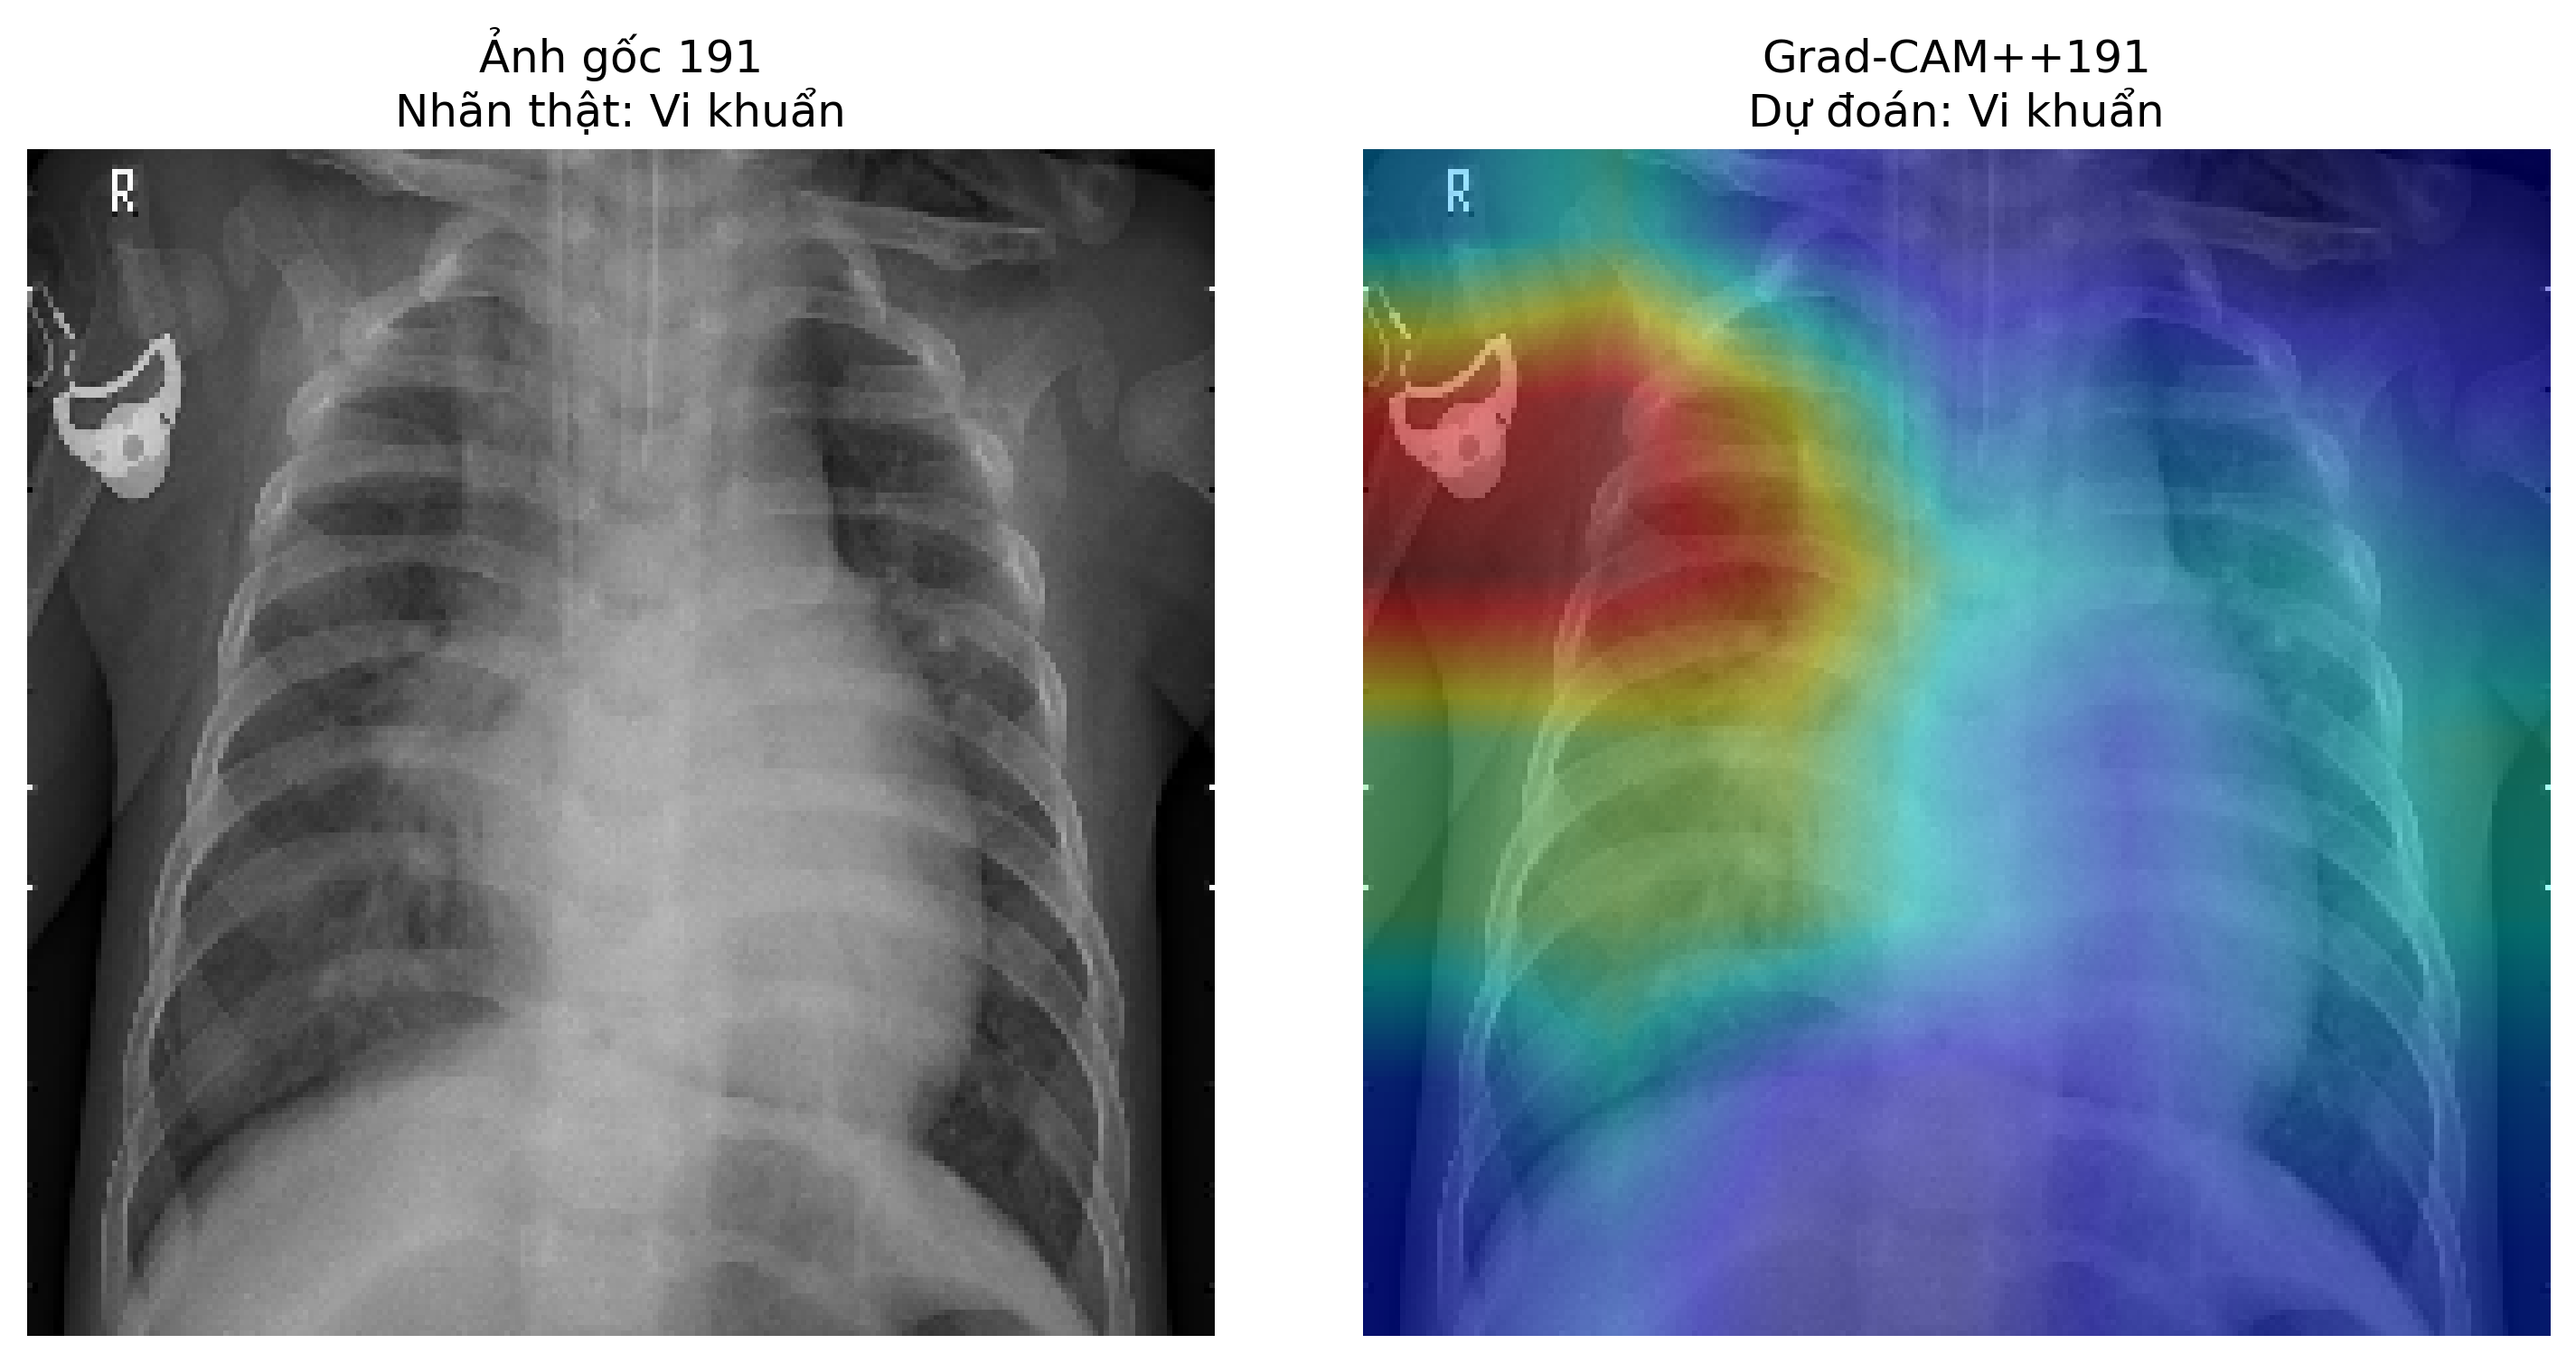 Ảnh gốc 191
Nhãn thật: Vi khuẩn
R
Grad-CAM++191
Dự đoán: Vi khuẩn
R